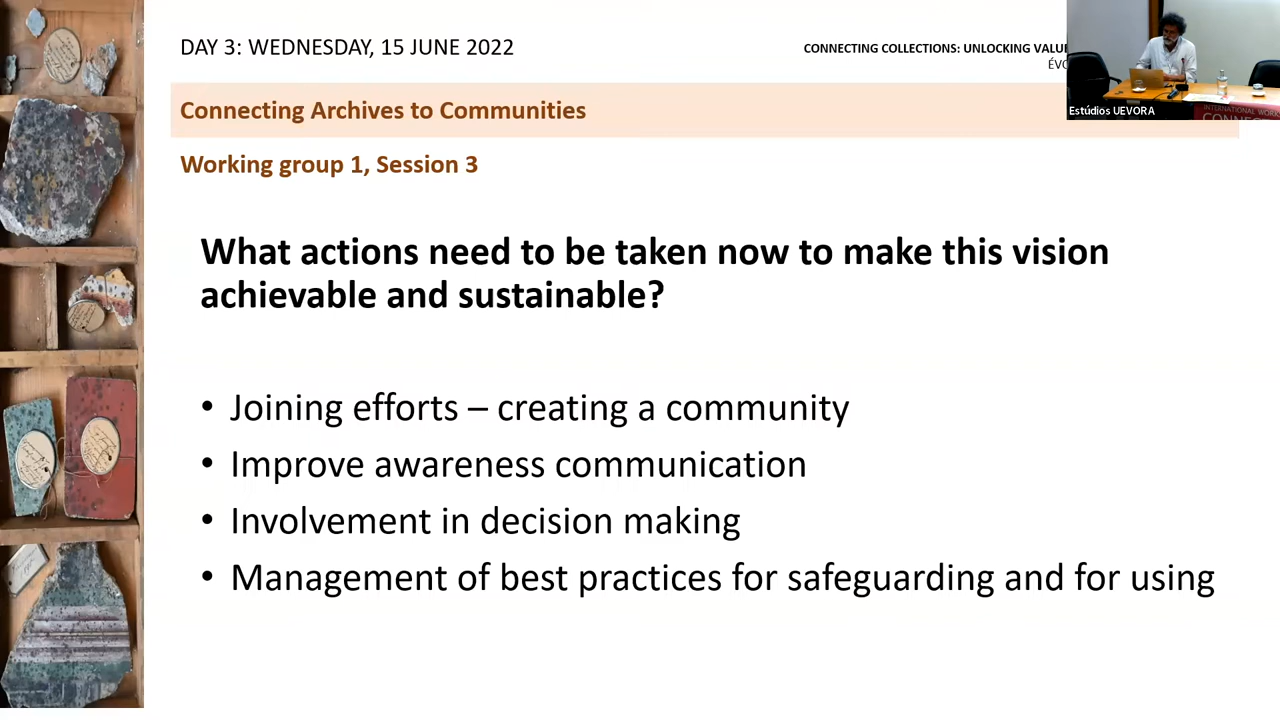 DAY 3: WEDNESDAY, 15 JUNE 2022
CONNECTING COLLECTIONS: UNLOCKING
Connecting Archives to Communities
Estúdios UEVORA
INTERNATIONAL
Working group 1, Session 3
What actions need to be taken now to make this vision
achievable and sustainable?
• Joining efforts – creating a community
• Improve awareness communication
• Involvement in decision making
• Management of best practices for safeguarding and for using